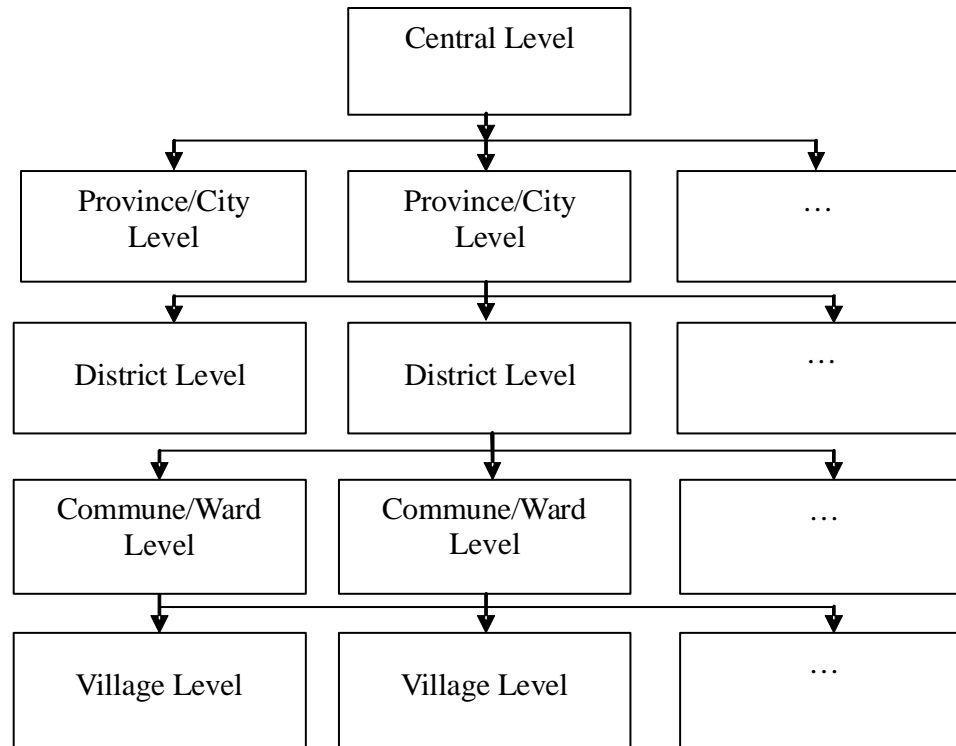 Central Level
Province/City
Level
Province/City
Level
…
District Level
District Level
…
Commune/Ward
Level
Commune/Ward
Level
…
Village Level
Village Level
…